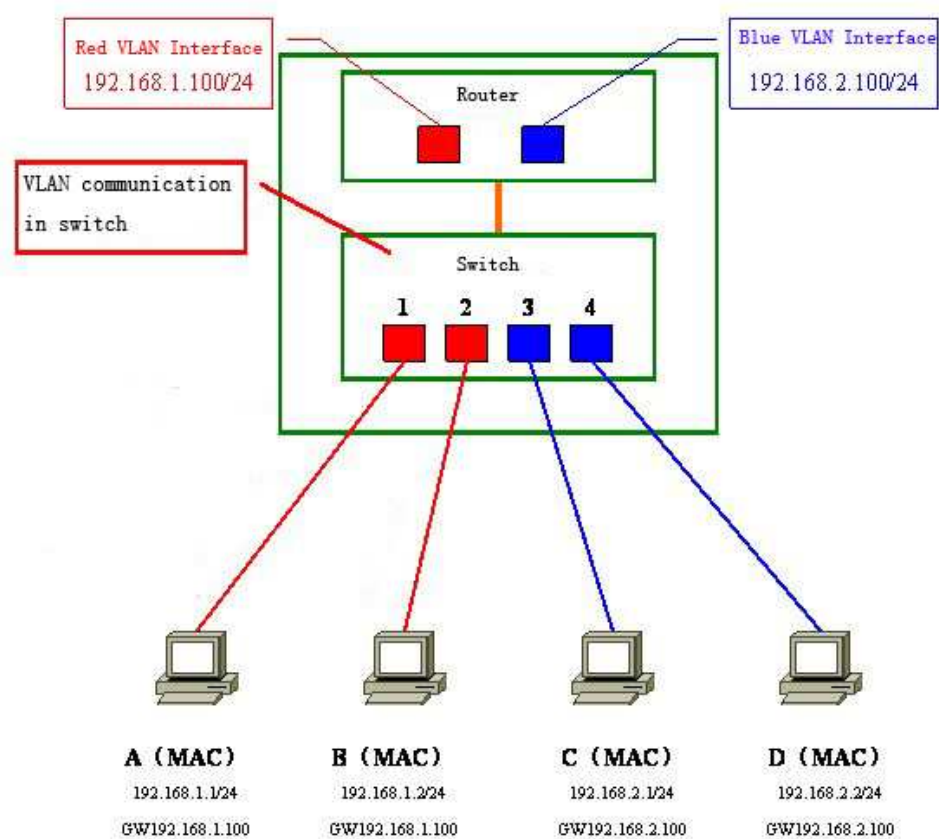 Red VLAN Interface
192.168.1.100/24
Blue VLAN Interface
192.168.2.100/24
Router
VLAN communication
in switch
Switch
1 2 3 4
A (MAC) B (MAC) C (MAC) D (MAC)
192.168.1.1/24 192.168.1.2/24 192.168.2.1/24 192.168.2.2/24
GW192.168.1.100 GW192.168.1.100 GW192.168.2.100 GW192.168.2.100